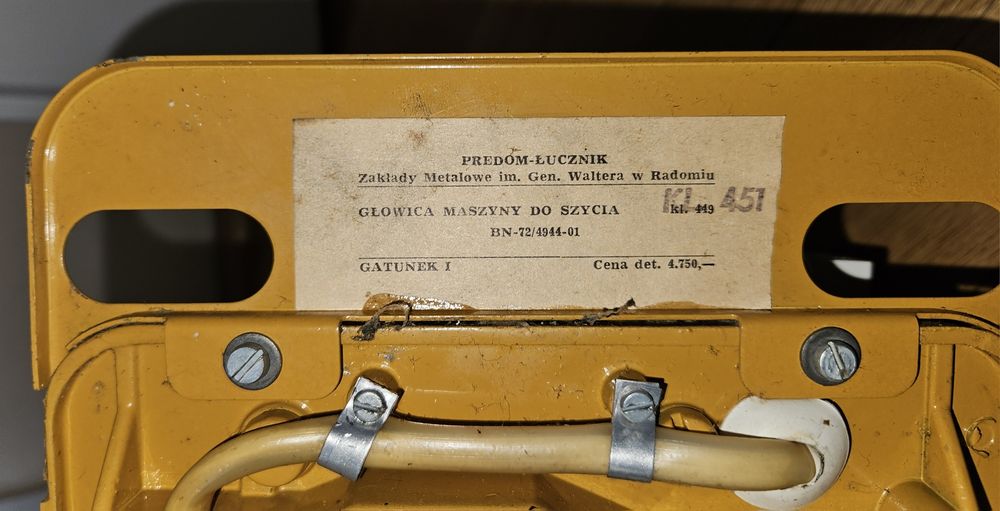 PREDOM-ŁUCZNIK
Zakłady Metalowe im. Gen. Waltera w Radomiu
GŁOWICA MASZYNY DO SZYCIA kl. 449 KL. 451
BN-72/4944-01
GATUNEK I Cena det. 4.750,—